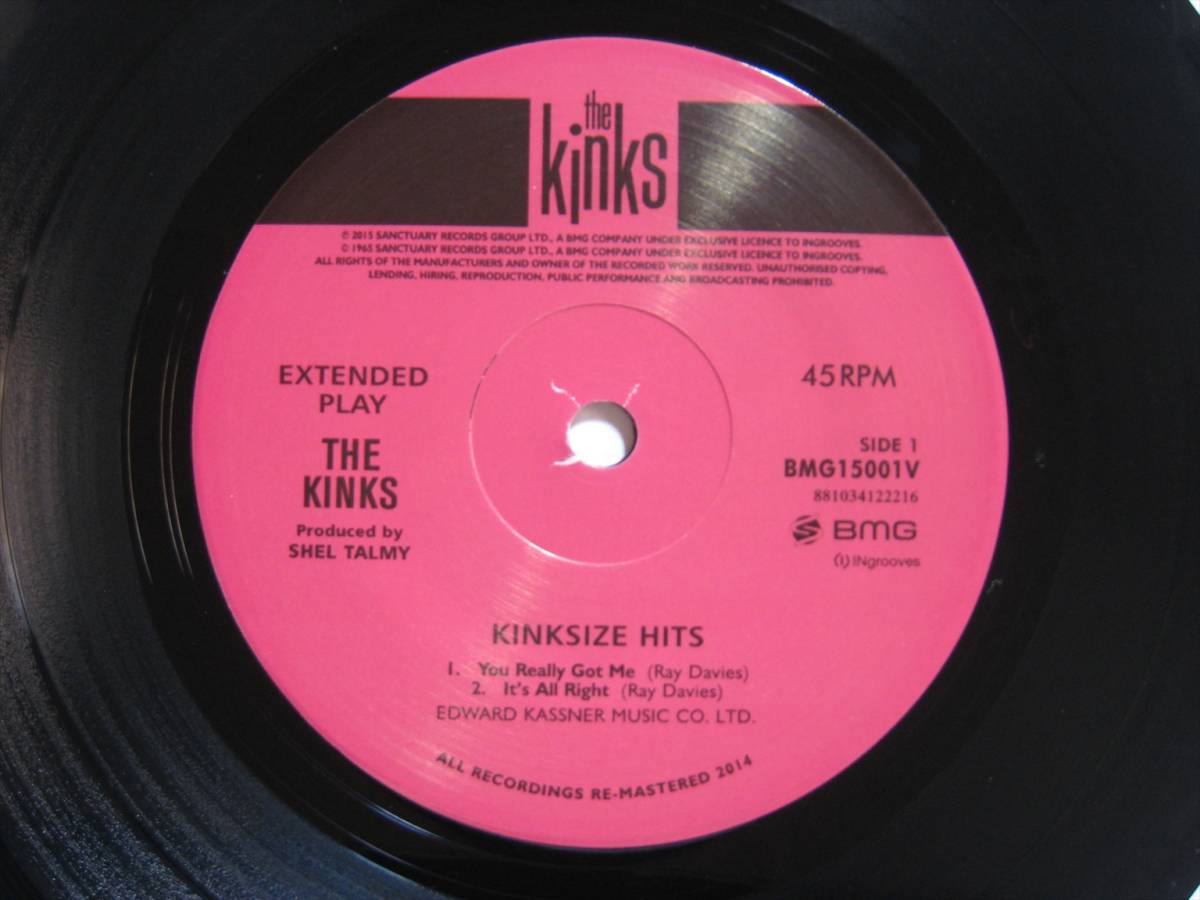 the
kinks
℗ 2015 SANCTUARY RECORDS GROUP LTD., A BMG COMPANY UNDER EXCLUSIVE LICENCE TO INGROOVES.
© 1965 SANCTUARY RECORDS GROUP LTD., A BMG COMPANY UNDER EXCLUSIVE LICENCE TO INGROOVES.
ALL RIGHTS OF THE MANUFACTURERS AND OWNER OF THE RECORDED WORK RESERVED. UNAUTHORISED COPYING,
LENDING, HIRING, REPRODUCTION, PUBLIC PERFORMANCE AND BROADCASTING PROHIBITED.
EXTENDED
PLAY
THE
KINKS
Produced by
SHEL TALMY
45 RPM
SIDE 1
BMG15001V
881034122216
BMG
INgrooves
KINKSIZE HITS
1. You Really Got Me (Ray Davies)
2. It's All Right (Ray Davies)
EDWARD KASSNER MUSIC CO. LTD.
ALL RECORDINGS RE-MASTERED 2014